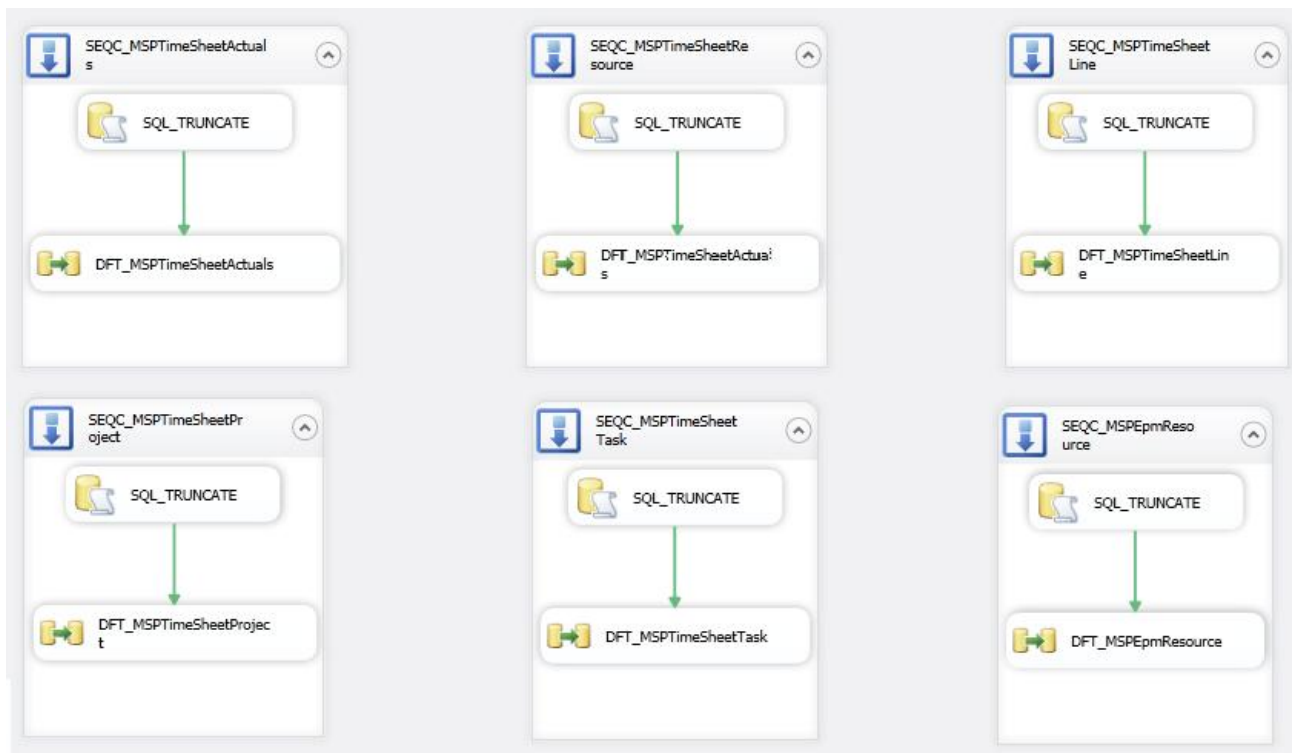 SEQC_MSPTimeSheetActual
s
SQL_TRUNCATE
DFT_MSPTimeSheetActuals
SEQC_MSPTimeSheetRe
source
SQL_TRUNCATE
DFT_MSPTimeSheetActual
s
SEQC_MSPTimeSheet
Line
SQL_TRUNCATE
DFT_MSPTimeSheetLin
e
SEQC_MSPTimeSheetPr
oject
SQL_TRUNCATE
DFT_MSPTimeSheetProjec
t
SEQC_MSPTimeSheet
Task
SQL_TRUNCATE
DFT_MSPTimeSheetTask
SEQC_MSPEpmReso
urce
SQL_TRUNCATE
DFT_MSPEpmResource